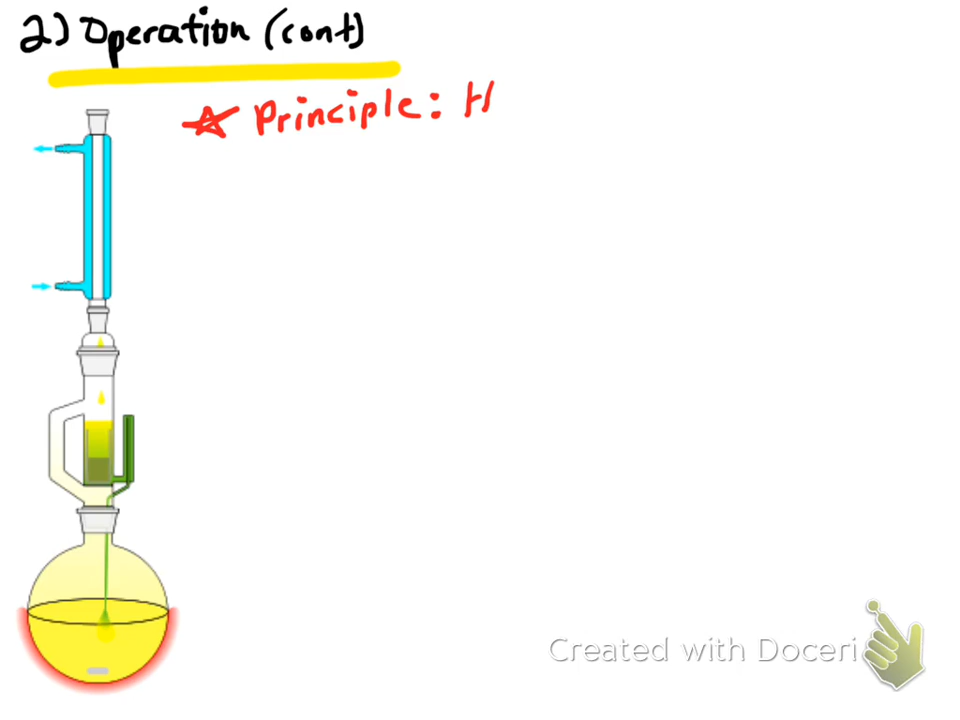 2) Operation (cont)
☆ Principle: H
Created with Doceri